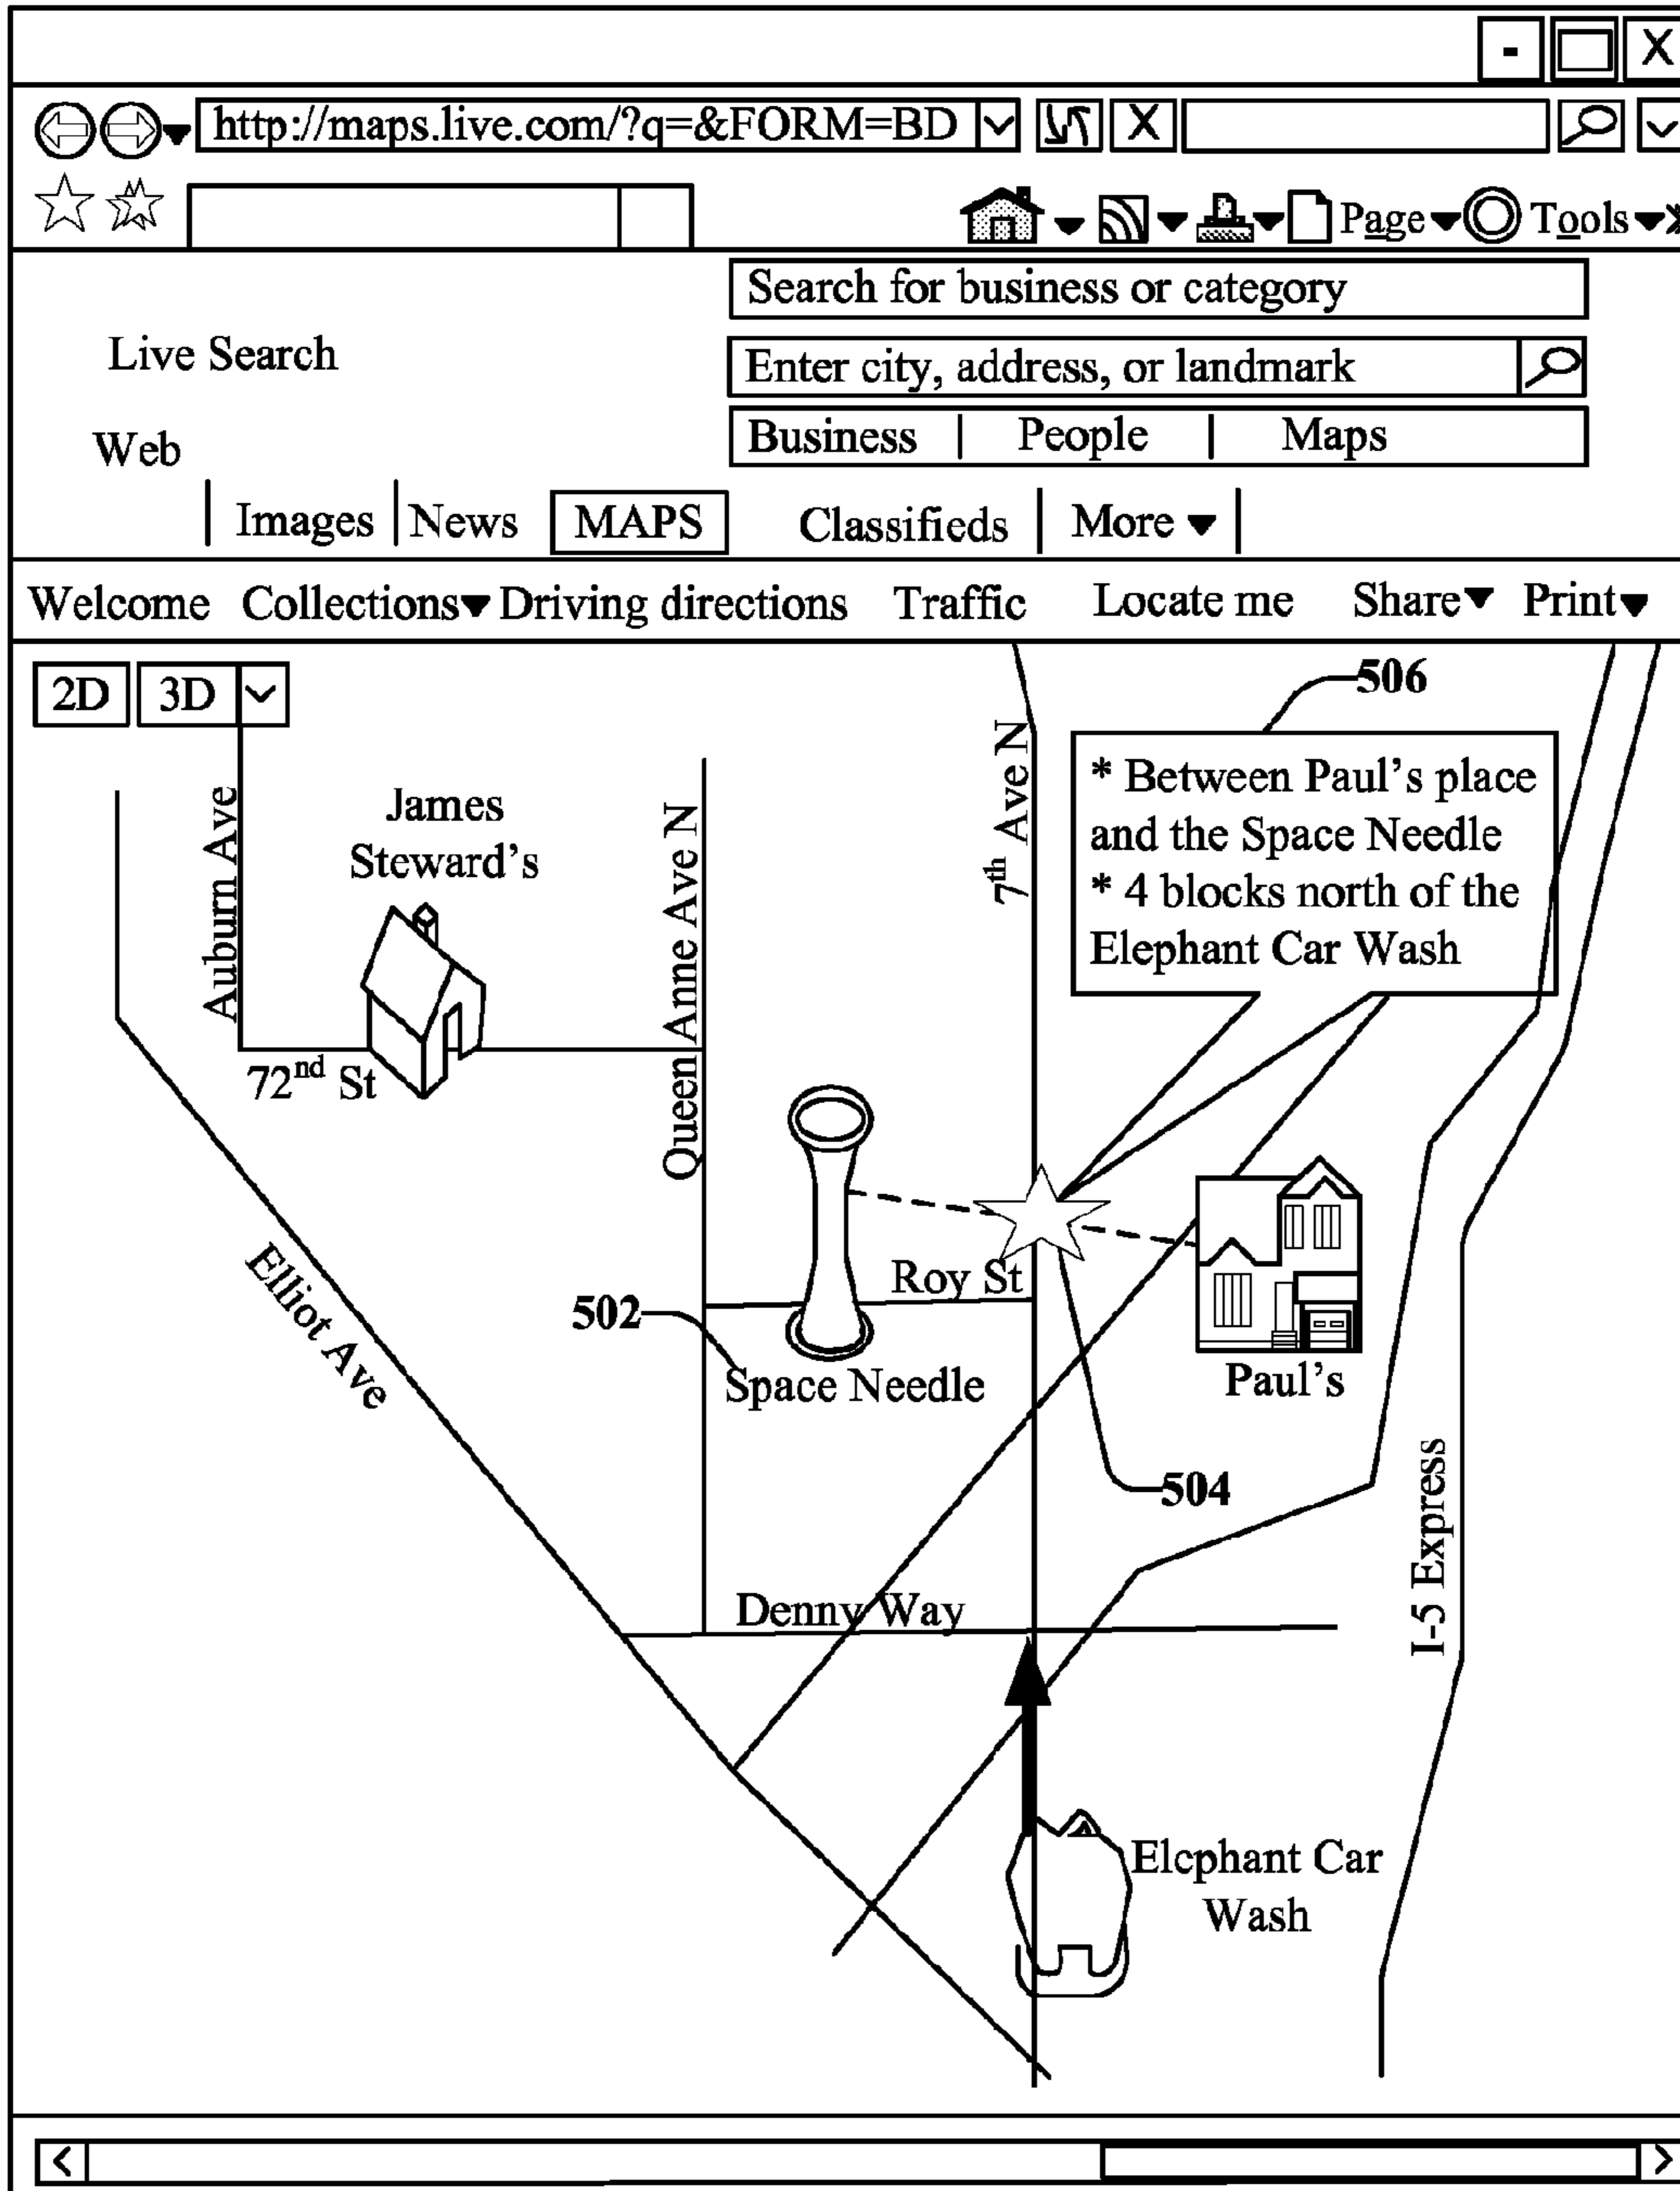 - X
http://maps.live.com/?q=&FORM=BD X
Page Tools »
Search for business or category
Live Search
Enter city, address, or landmark
Web
Business | People | Maps
| Images | News MAPS Classifieds | More |
Welcome Collections Driving directions Traffic Locate me Share Print
2D 3D
506
7th Ave N
* Between Paul's place
and the Space Needle
* 4 blocks north of the
Elephant Car Wash
Auburn Ave
James
Steward's
Queen Anne Ave N
72nd St
Elliot Ave
Roy St
502
Space Needle
Paul's
504
I-5 Express
Denny Way
Elephant Car
Wash
< >